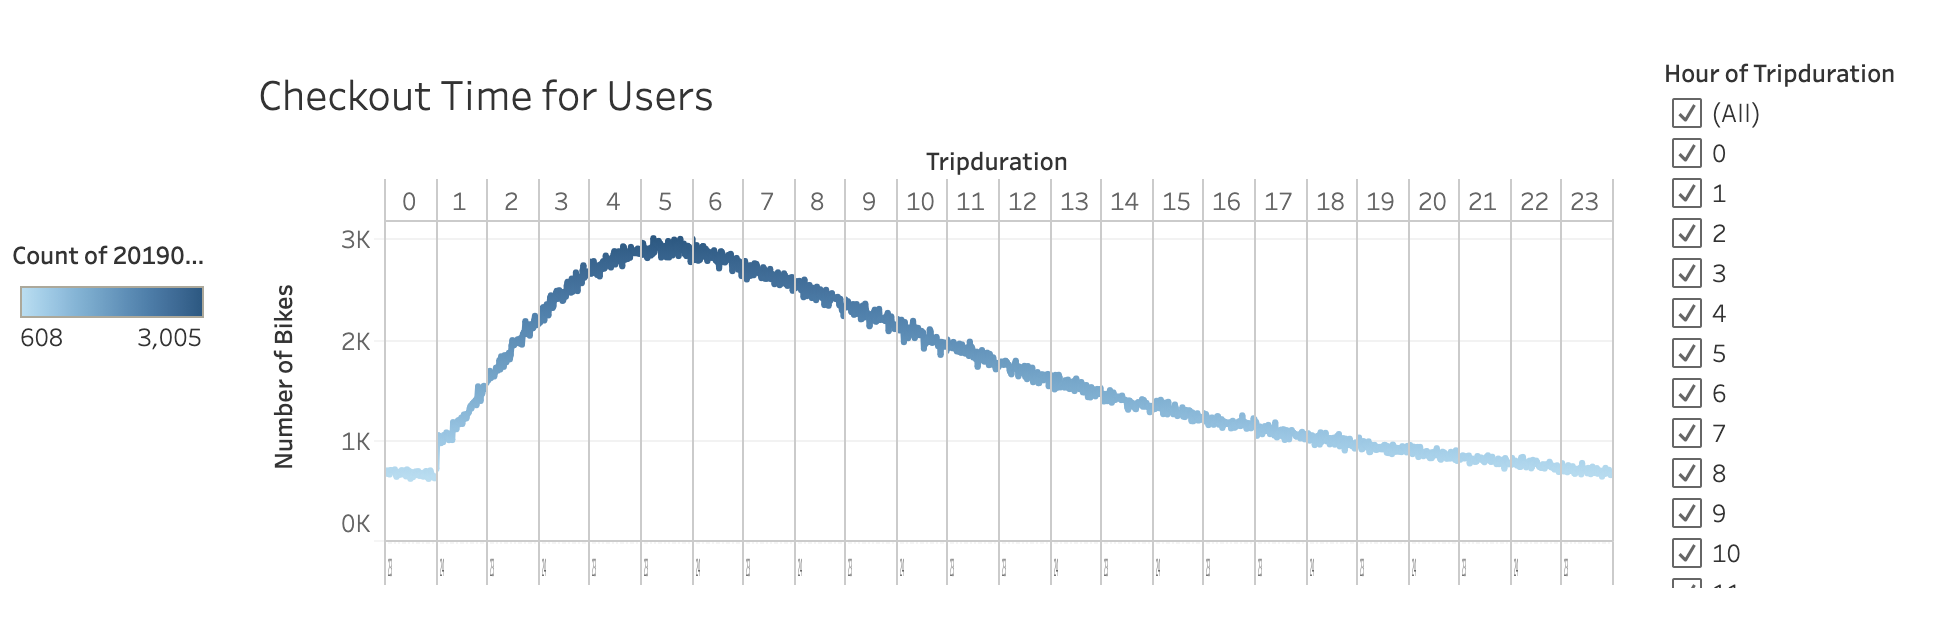 Checkout Time for Users
Tripduration
0 1 2 3 4 5 6 7 8 9 10 11 12 13 14 15 16 17 18 19 20 21 22 23
Number of Bikes
3K
2K
1K
0K
Count of 20190...
608 3,005
Hour of Tripduration
(All)
0
1
2
3
4
5
6
7
8
9
10